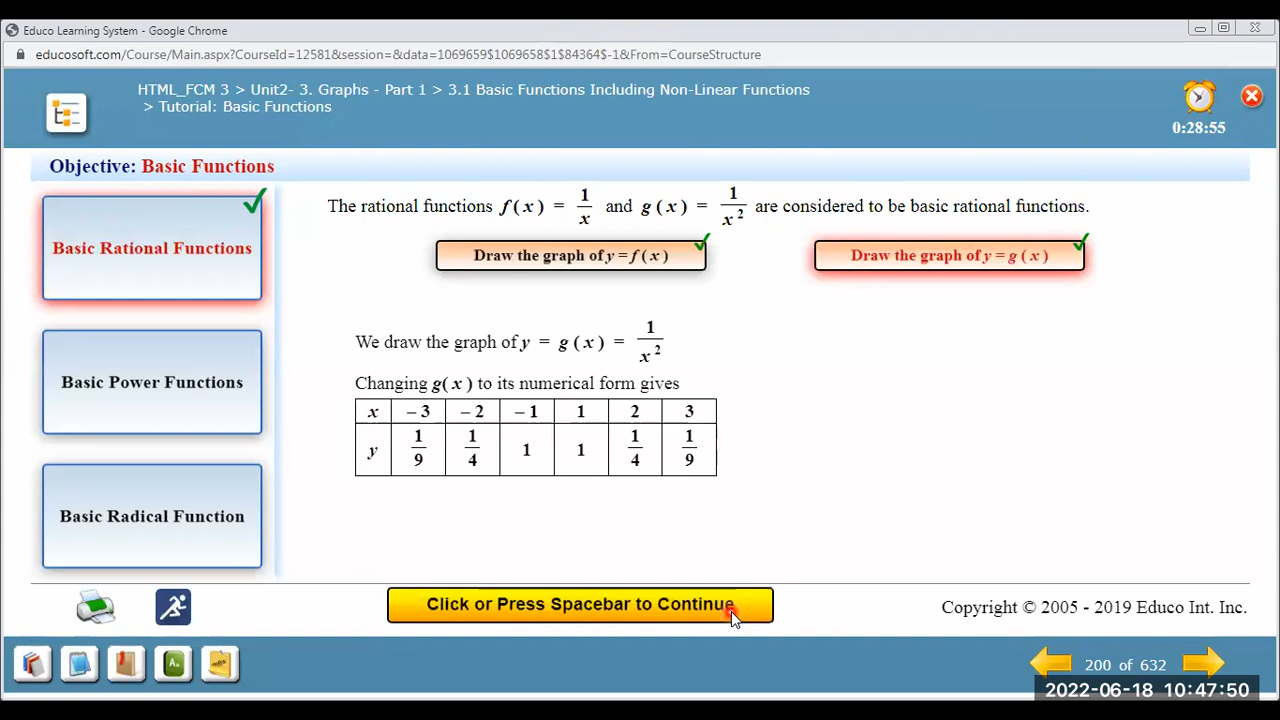 Educo Learning System - Google Chrome
educosoft.com/Course/Main.aspx?CourseId=12581&session=&data=1069659$1069658$1$84364$-1&From=CourseStructure
HTML_FCM 3 > Unit2- 3. Graphs - Part 1 > 3.1 Basic Functions Including Non-Linear Functions
> Tutorial: Basic Functions
0:28:55
Objective: Basic Functions
Basic Rational Functions
Basic Power Functions
Basic Radical Function
The rational functions f ( x ) = 1/x and g ( x ) = 1/x² are considered to be basic rational functions.
Draw the graph of y = f ( x )
Draw the graph of y = g ( x )
We draw the graph of y = g ( x ) = 1/x²
Changing g( x ) to its numerical form gives
x – 3 – 2 – 1 1 2 3
y 1/9 1/4 1 1 1/4 1/9
Click or Press Spacebar to Continue
Copyright © 2005 - 2019 Educo Int. Inc.
200 of 632
2022-06-18 10:47:50